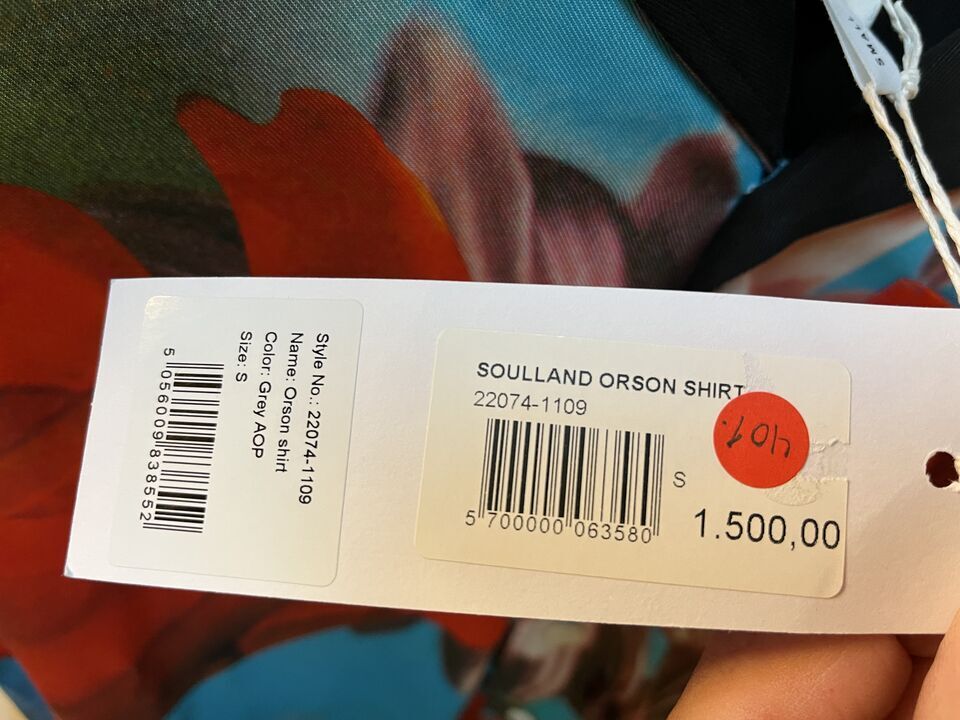 SMALL
Style No.: 22074-1109
Name: Orson shirt
Color: Grey AOP
Size: S
5 056009 838552
SOULLAND ORSON SHIRT
22074-1109
S
5 700000 063580
1.500,00